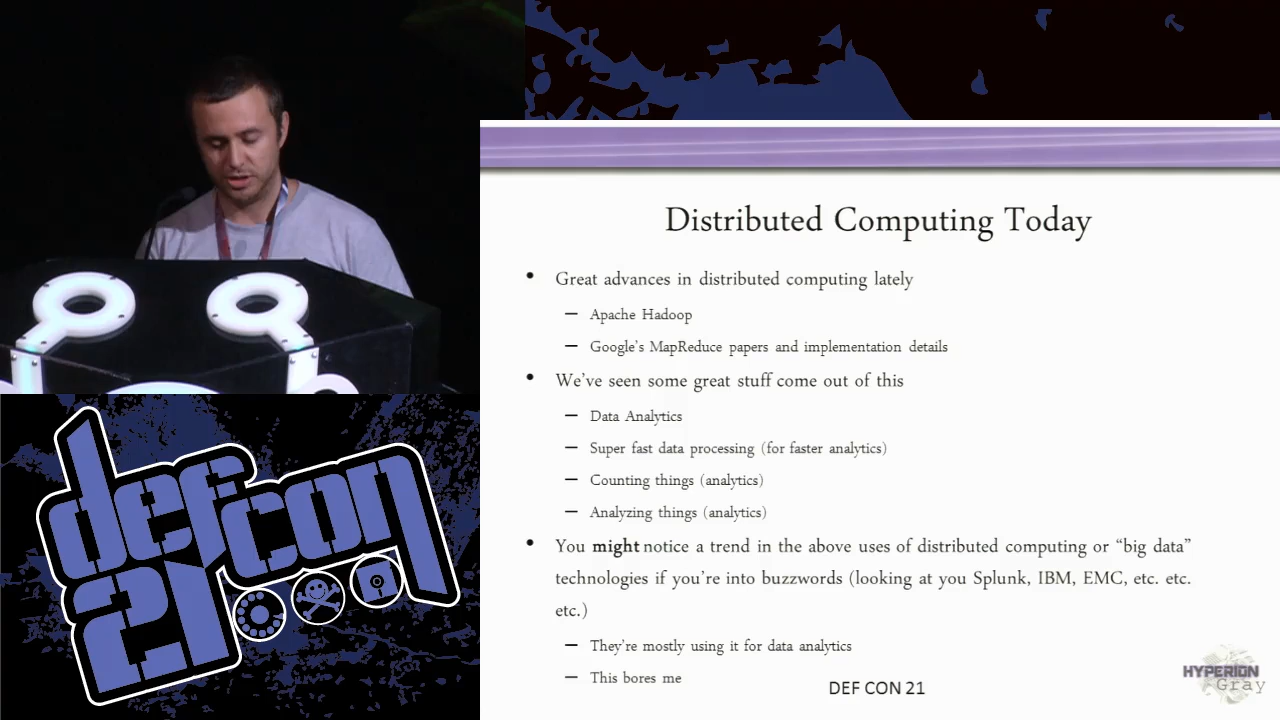 Distributed Computing Today
• Great advances in distributed computing lately
– Apache Hadoop
– Google's MapReduce papers and implementation details
• We've seen some great stuff come out of this
– Data Analytics
– Super fast data processing (for faster analytics)
– Counting things (analytics)
– Analyzing things (analytics)
• You might notice a trend in the above uses of distributed computing or “big data”
technologies if you're into buzzwords (looking at you Splunk, IBM, EMC, etc. etc.
etc.)
– They're mostly using it for data analytics
– This bores me
DEF CON 21
HYPERION
Gray
defcon
21